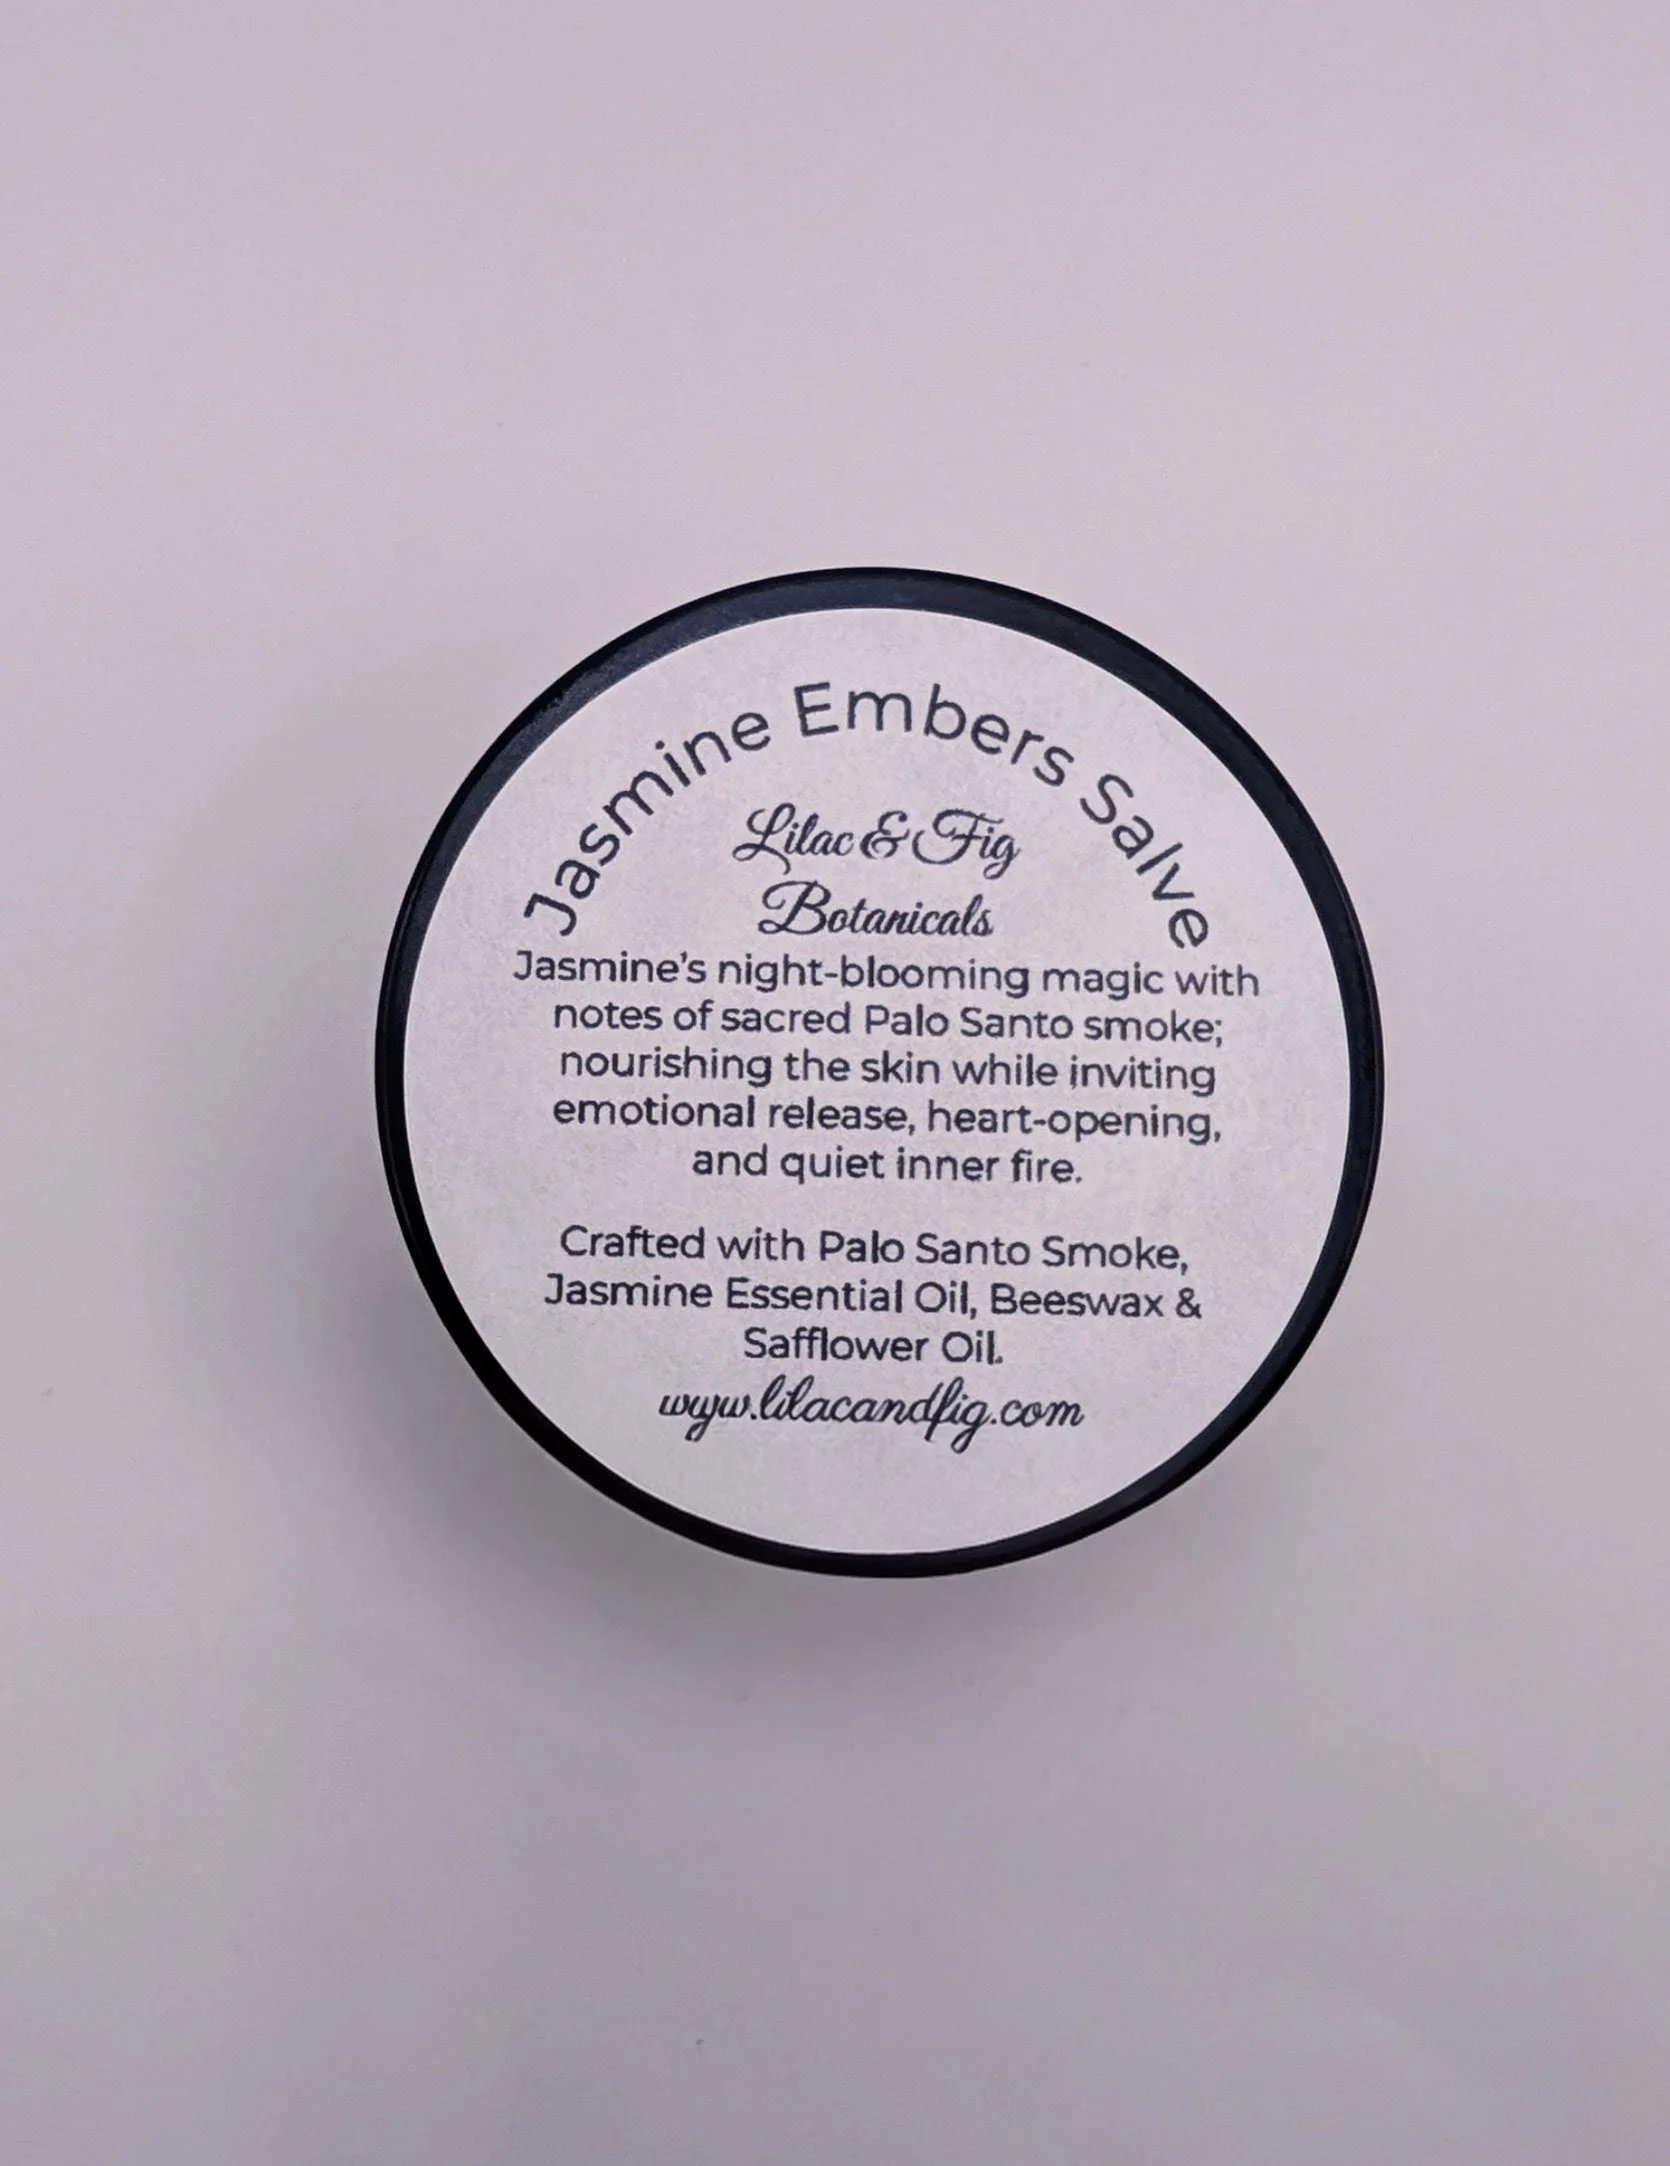 Jasmine Embers Salve
Lilac & Fig
Botanicals
Jasmine's night-blooming magic with
notes of sacred Palo Santo smoke;
nourishing the skin while inviting
emotional release, heart-opening,
and quiet inner fire.
Crafted with Palo Santo Smoke,
Jasmine Essential Oil, Beeswax &
Safflower Oil.
www.lilacandfig.com